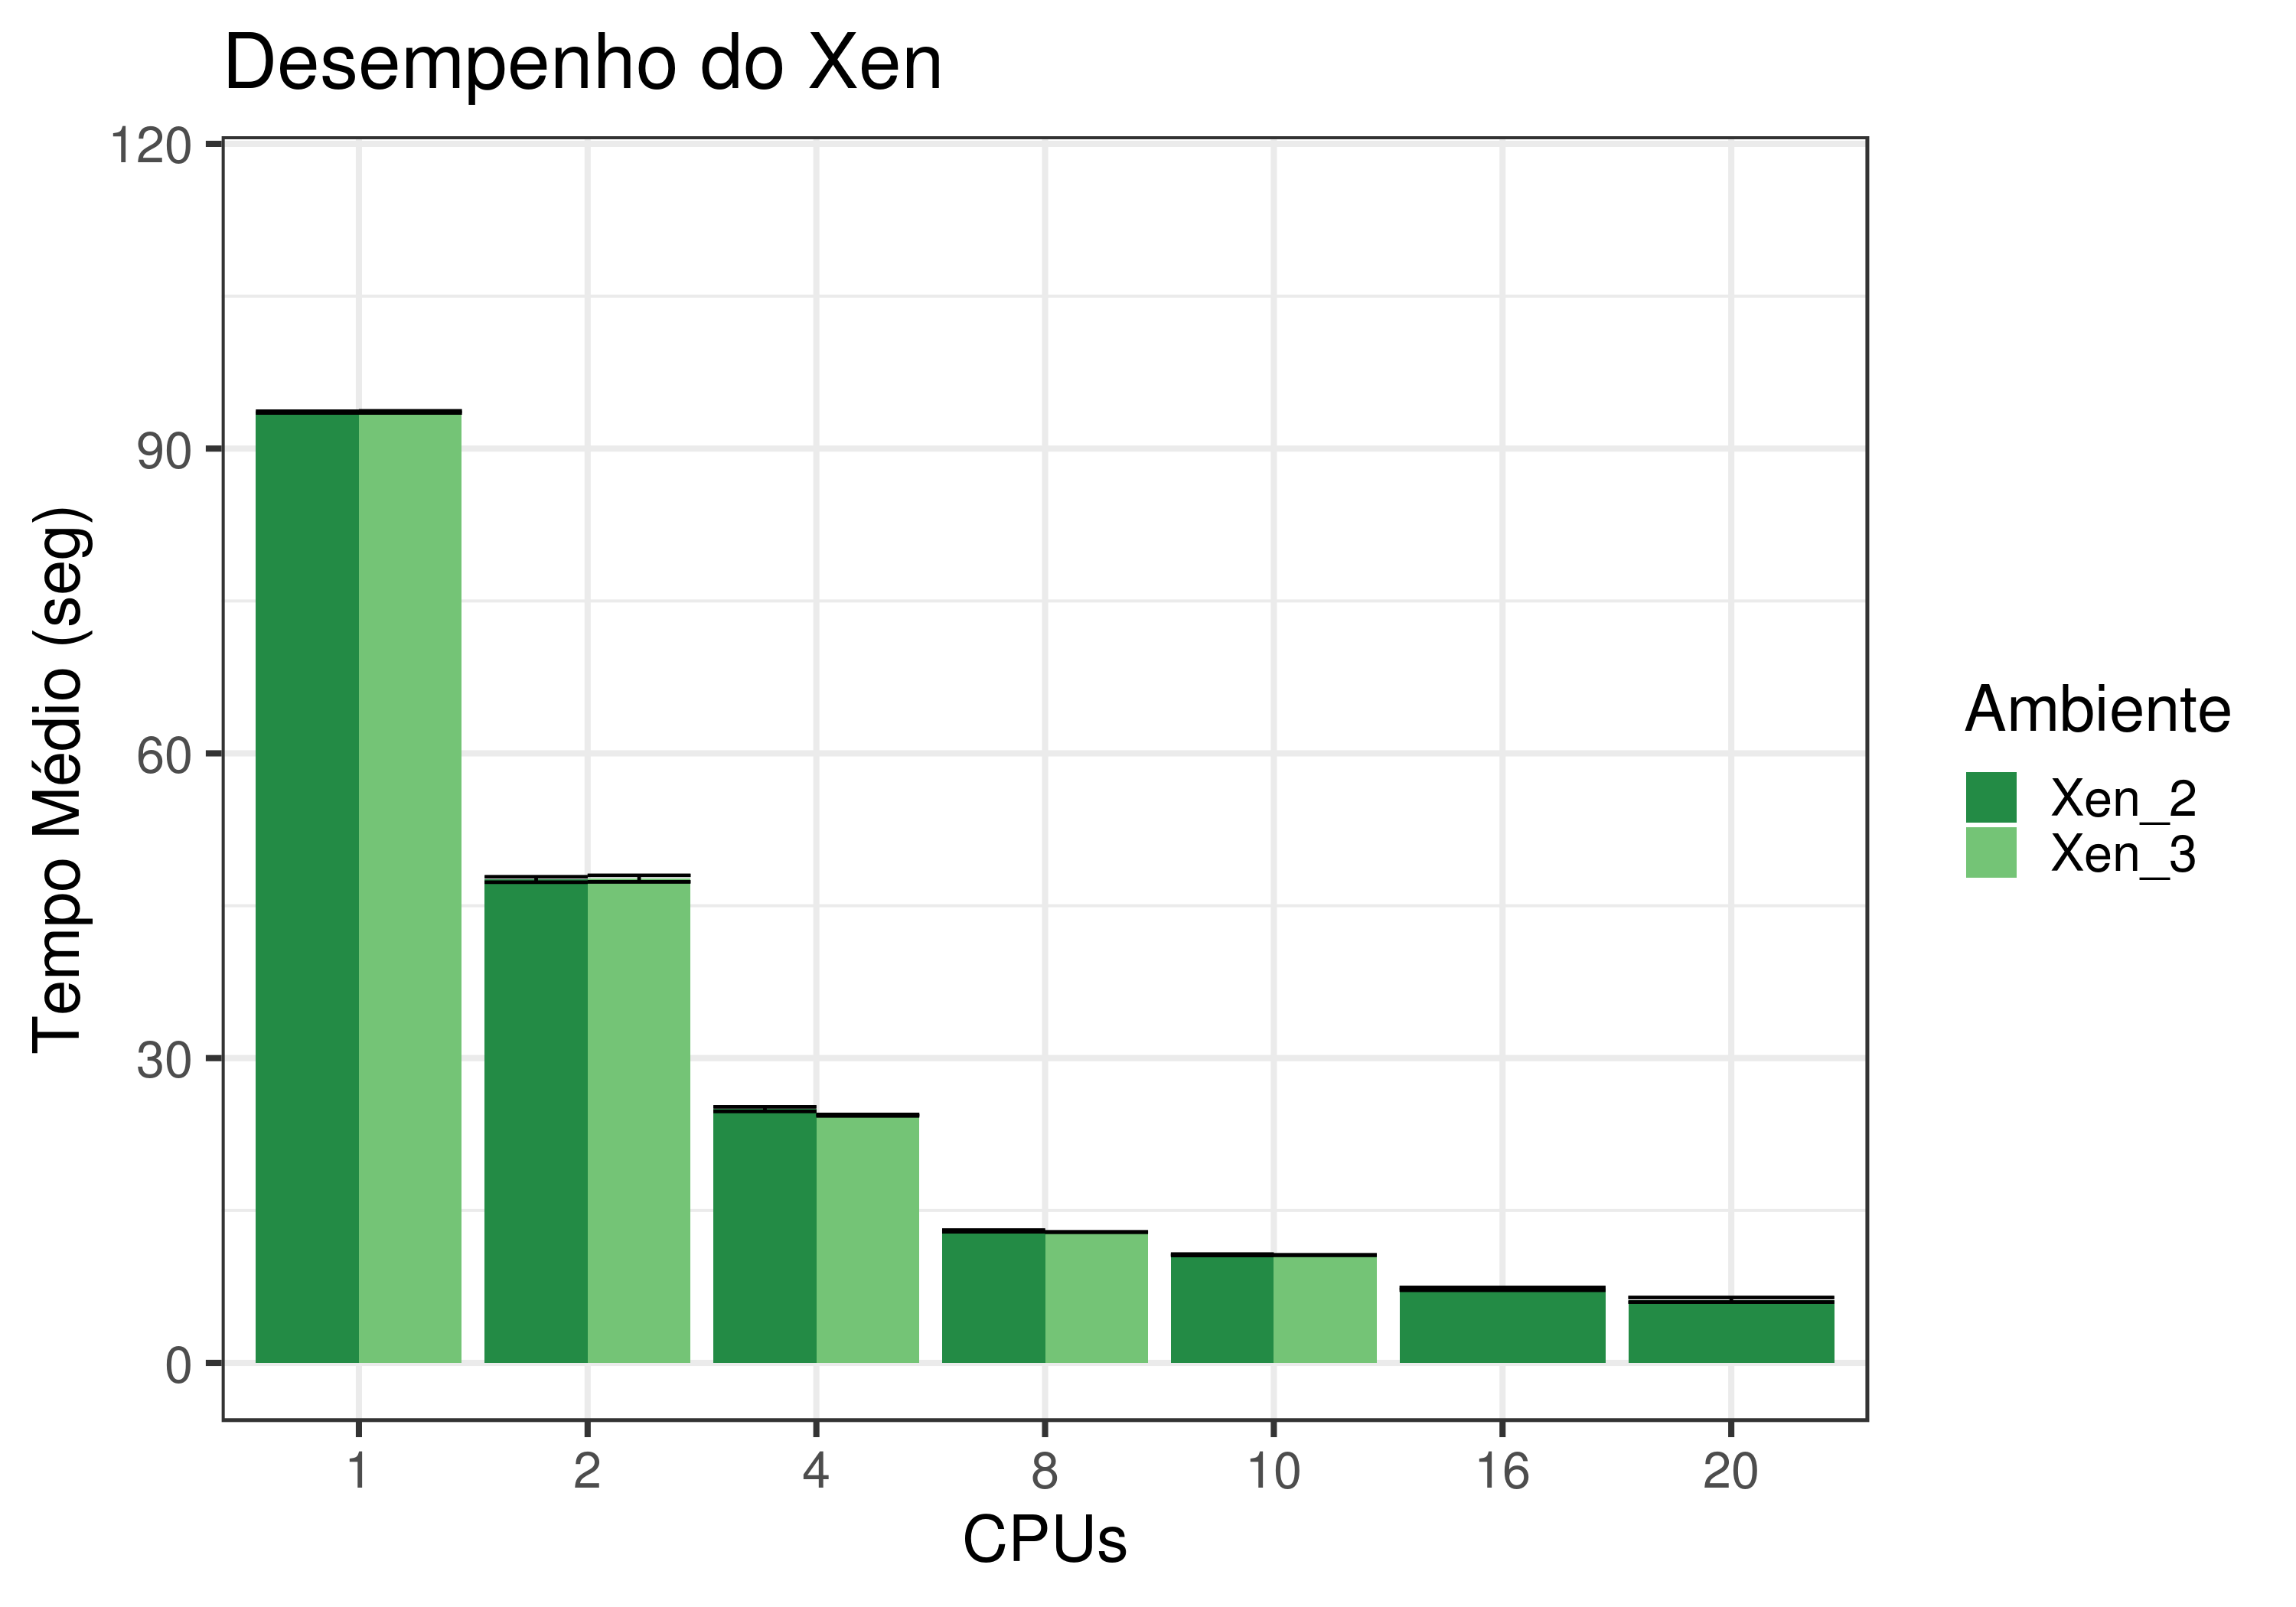 Desempenho do Xen
120
90
60
30
0
Tempo Médio (seg)
1 2 4 8 10 16 20
CPUs
Ambiente
Xen_2
Xen_3